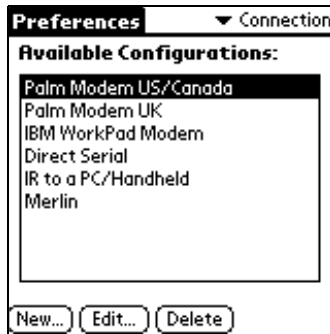 Preferences ▼ Connection
Available Configurations:
Palm Modem US/Canada
Palm Modem UK
IBM WorkPad Modem
Direct Serial
IR to a PC/Handheld
Merlin
New... Edit... Delete